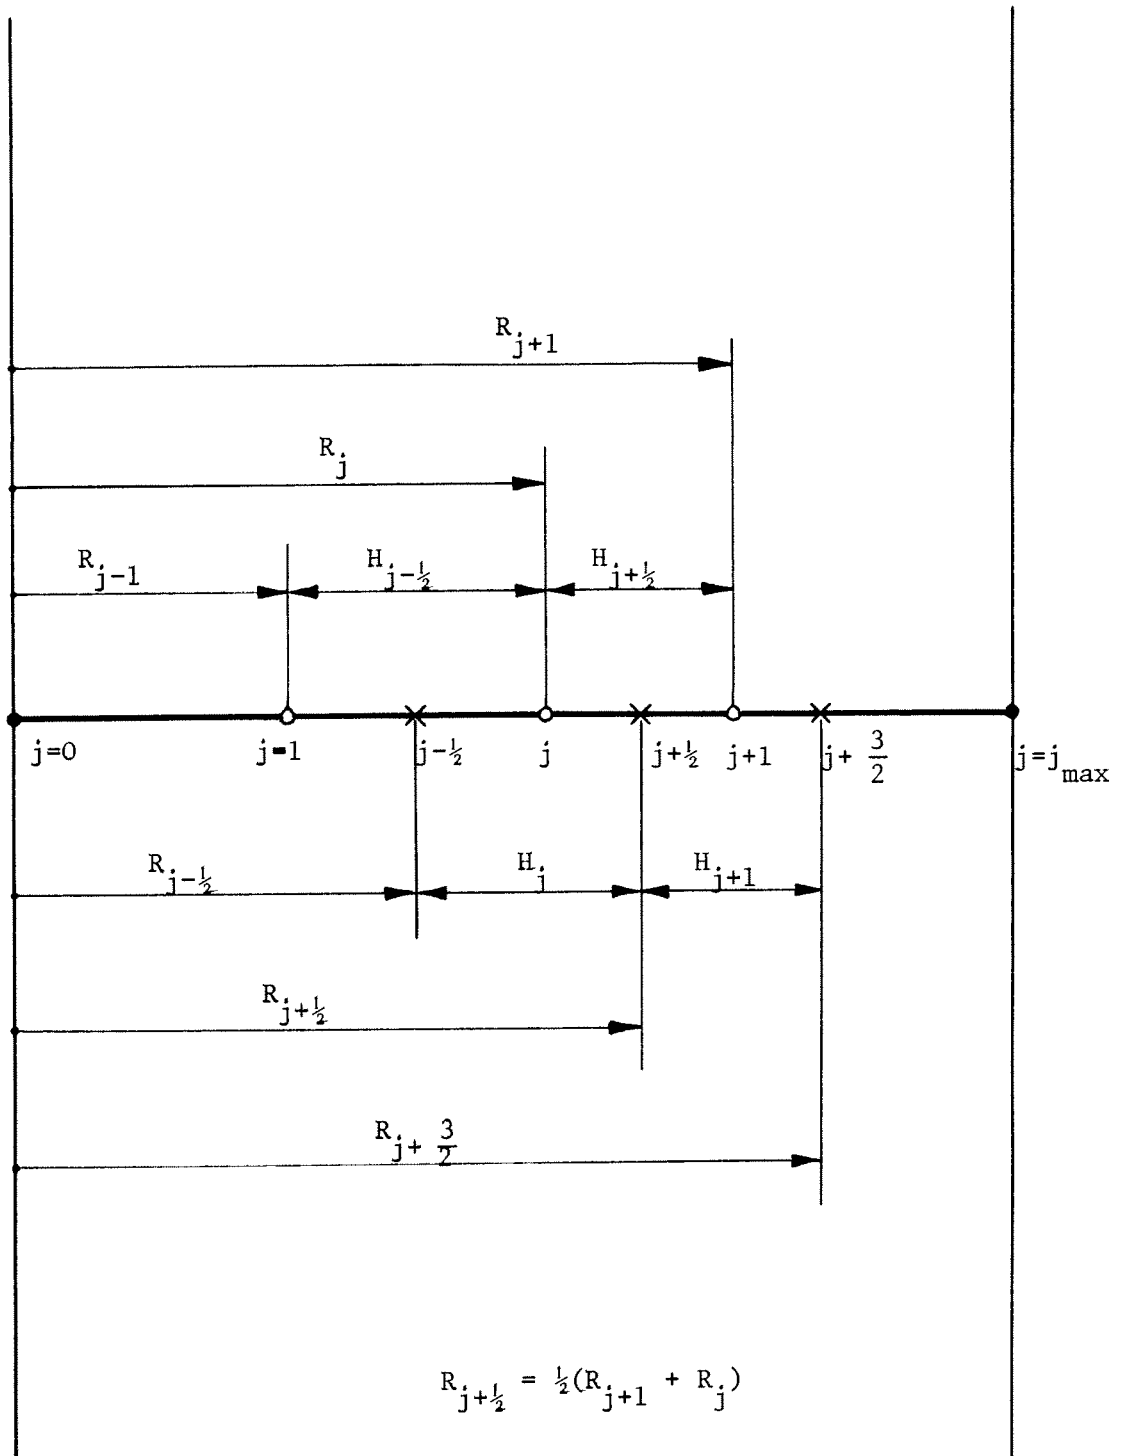 R_{j+1}
R_j
R_{j-1} H_{j-½} H_{j+½}
j=0 j=1 j-½ j j+½ j+1 j+ 3/2 j=j_{max}
R_{j-½} H_j H_{j+1}
R_{j+½}
R_{j+ 3/2}
R_{j+½} = ½(R_{j+1} + R_j)